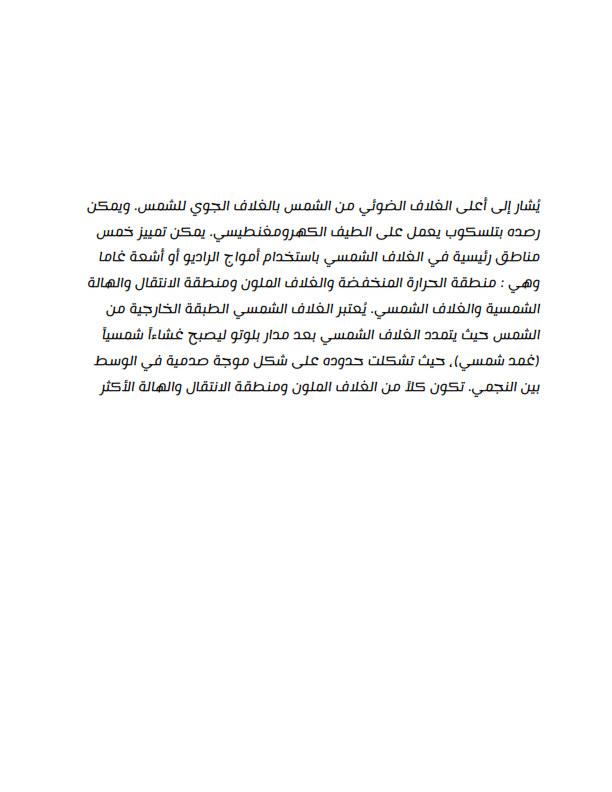 يُشار إلى أعلى الغلاف الضوئي من الشمس بالغلاف الجوي للشمس. ويمكن
رصده بتلسكوب يعمل على الطيف الكهرومغنطيسي. يمكن تمييز خمس
مناطق رئيسية في الغلاف الشمسي باستخدام أمواج الراديو أو أشعة غاما
وهي : منطقة الحرارة المنخفضة والغلاف الملون ومنطقة الانتقال والهالة
الشمسية والغلاف الشمسي. يُعتبر الغلاف الشمسي الطبقة الخارجية من
الشمس حيث يتمدد الغلاف الشمسي بعد مدار بلوتو ليصبح غشاءاً شمسياً
(غمد شمسي)، حيث تشكلت حدوده على شكل موجة صدمية في الوسط
بين النجمي. تكون كلاً من الغلاف الملون ومنطقة الانتقال والهالة الأكثر